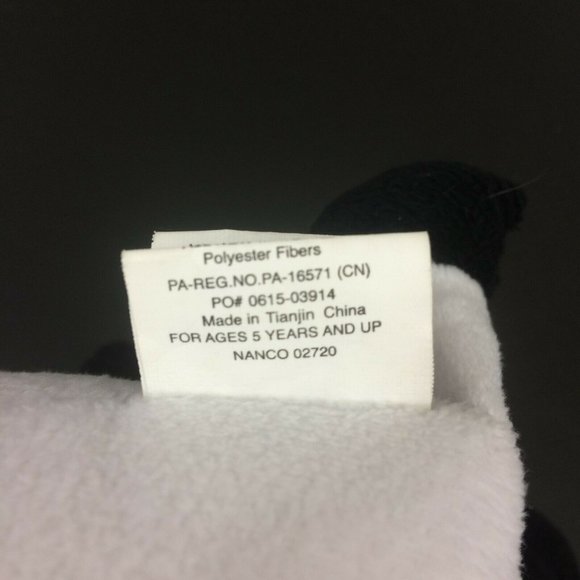 Polyester Fibers
PA-REG.NO.PA-16571 (CN)
PO# 0615-03914
Made in Tianjin China
FOR AGES 5 YEARS AND UP
NANCO 02720